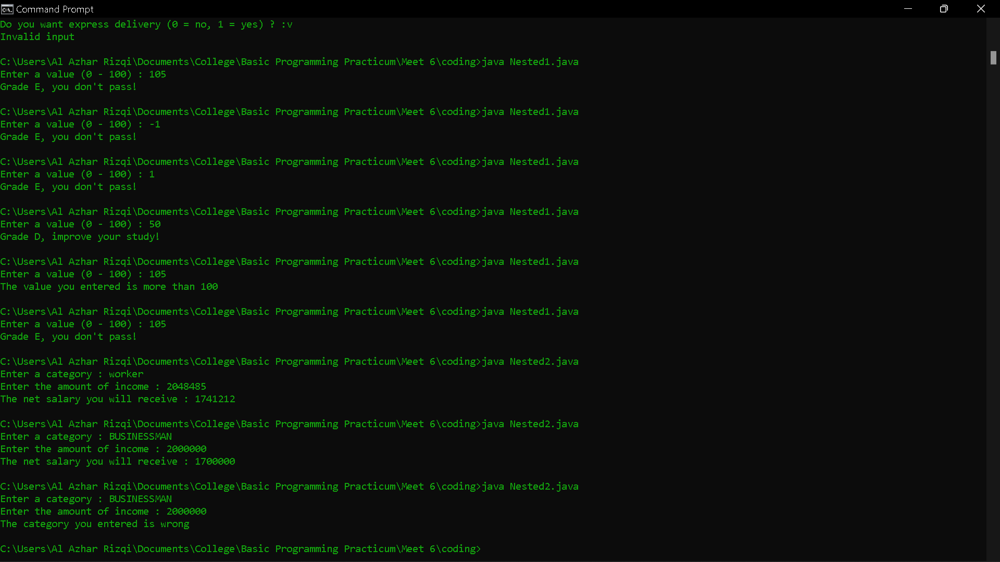 Command Prompt
Do you want express delivery (0 = no, 1 = yes) ? :v
Invalid input
C:\Users\Al Azhar Rizqi\Documents\College\Basic Programming Practicum\Meet 6\coding>java Nested1.java
Enter a value (0 - 100) : 105
Grade E, you don't pass!
C:\Users\Al Azhar Rizqi\Documents\College\Basic Programming Practicum\Meet 6\coding>java Nested1.java
Enter a value (0 - 100) : -1
Grade E, you don't pass!
C:\Users\Al Azhar Rizqi\Documents\College\Basic Programming Practicum\Meet 6\coding>java Nested1.java
Enter a value (0 - 100) : 1
Grade E, you don't pass!
C:\Users\Al Azhar Rizqi\Documents\College\Basic Programming Practicum\Meet 6\coding>java Nested1.java
Enter a value (0 - 100) : 50
Grade D, improve your study!
C:\Users\Al Azhar Rizqi\Documents\College\Basic Programming Practicum\Meet 6\coding>java Nested1.java
Enter a value (0 - 100) : 105
The value you entered is more than 100
C:\Users\Al Azhar Rizqi\Documents\College\Basic Programming Practicum\Meet 6\coding>java Nested1.java
Enter a value (0 - 100) : 105
Grade E, you don't pass!
C:\Users\Al Azhar Rizqi\Documents\College\Basic Programming Practicum\Meet 6\coding>java Nested2.java
Enter a category : worker
Enter the amount of income : 2048485
The net salary you will receive : 1741212
C:\Users\Al Azhar Rizqi\Documents\College\Basic Programming Practicum\Meet 6\coding>java Nested2.java
Enter a category : BUSINESSMAN
Enter the amount of income : 2000000
The net salary you will receive : 1700000
C:\Users\Al Azhar Rizqi\Documents\College\Basic Programming Practicum\Meet 6\coding>java Nested2.java
Enter a category : BUSINESSMAN
Enter the amount of income : 2000000
The category you entered is wrong
C:\Users\Al Azhar Rizqi\Documents\College\Basic Programming Practicum\Meet 6\coding>